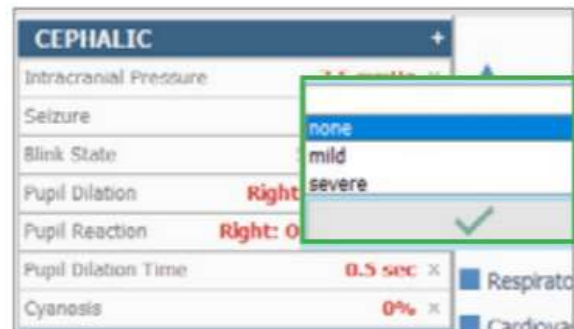 CEPHALIC +
Intracranial Pressure ×
Seizure
none
Blink State
mild
Pupil Dilation Right
severe
Pupil Reaction Right: 0
Pupil Dilation Time 0.5 sec ×
Cyanosis 0% ×
Respirato
Cardiova